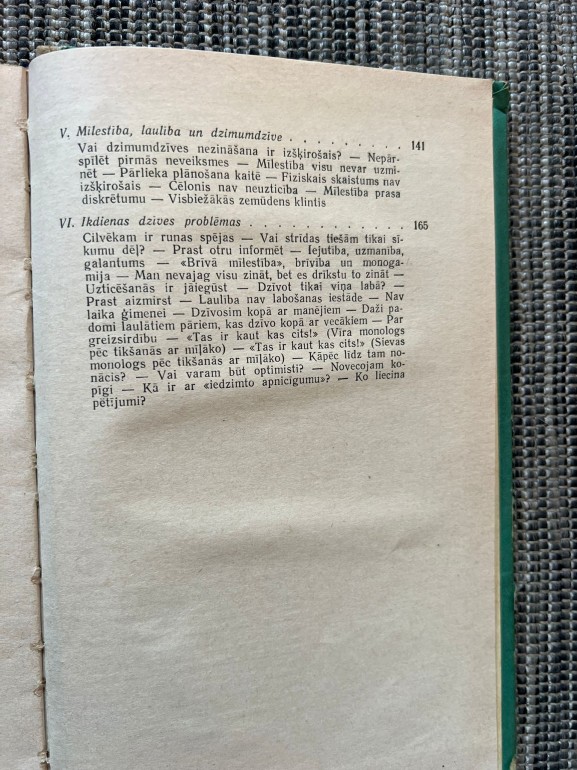 V. Mīlestība, laulība un dzimumdzīve . . . . . . . . . 141
Vai dzimumdzīves nezināšana ir izšķirošais? — Nepār-
spīlēt pirmās neveiksmes — Mīlestība visu nevar uzmi-
nēt — Pārlieka plānošana kaitē — Fiziskais skaistums nav
izšķirošais — Cēlonis nav neuzticība — Mīlestība prasa
diskrētumu — Visbiežākās zemūdens klintis
VI. Ikdienas dzīves problēmas . . . . . . . . . . . . 165
Cilvēkam ir runas spējas — Vai strīdas tiešām tikai sī-
kumu dēļ? — Prast otru informēt — Iejutība, uzmanība,
galantums — «Brīvā mīlestība», brīvība un monoga-
mija — Man nevajag visu zināt, bet es drīkstu to zināt —
Uzticēšanās ir jāiegūst — Dzīvot tikai viņa labā? —
Prast aizmirst — Laulība nav labošanas iestāde — Nav
laika ģimenei — Dzīvosim kopā ar manējiem — Daži pa-
domi laulātiem pāriem, kas dzīvo kopā ar vecākiem — Par
greizsirdību — «Tas ir kaut kas cits!» (Vīra monologs
pēc tikšanās ar mīļāko) — «Tas ir kaut kas cits!» (Sievas
monologs pēc tikšanās ar mīļāko) — Kāpēc līdz tam no-
nācis? — Vai varam būt optimisti? — Novecojam ko-
pīgi — Kā ir ar «iedzimto apnicīgumu»? — Ko liecina
pētījumi?